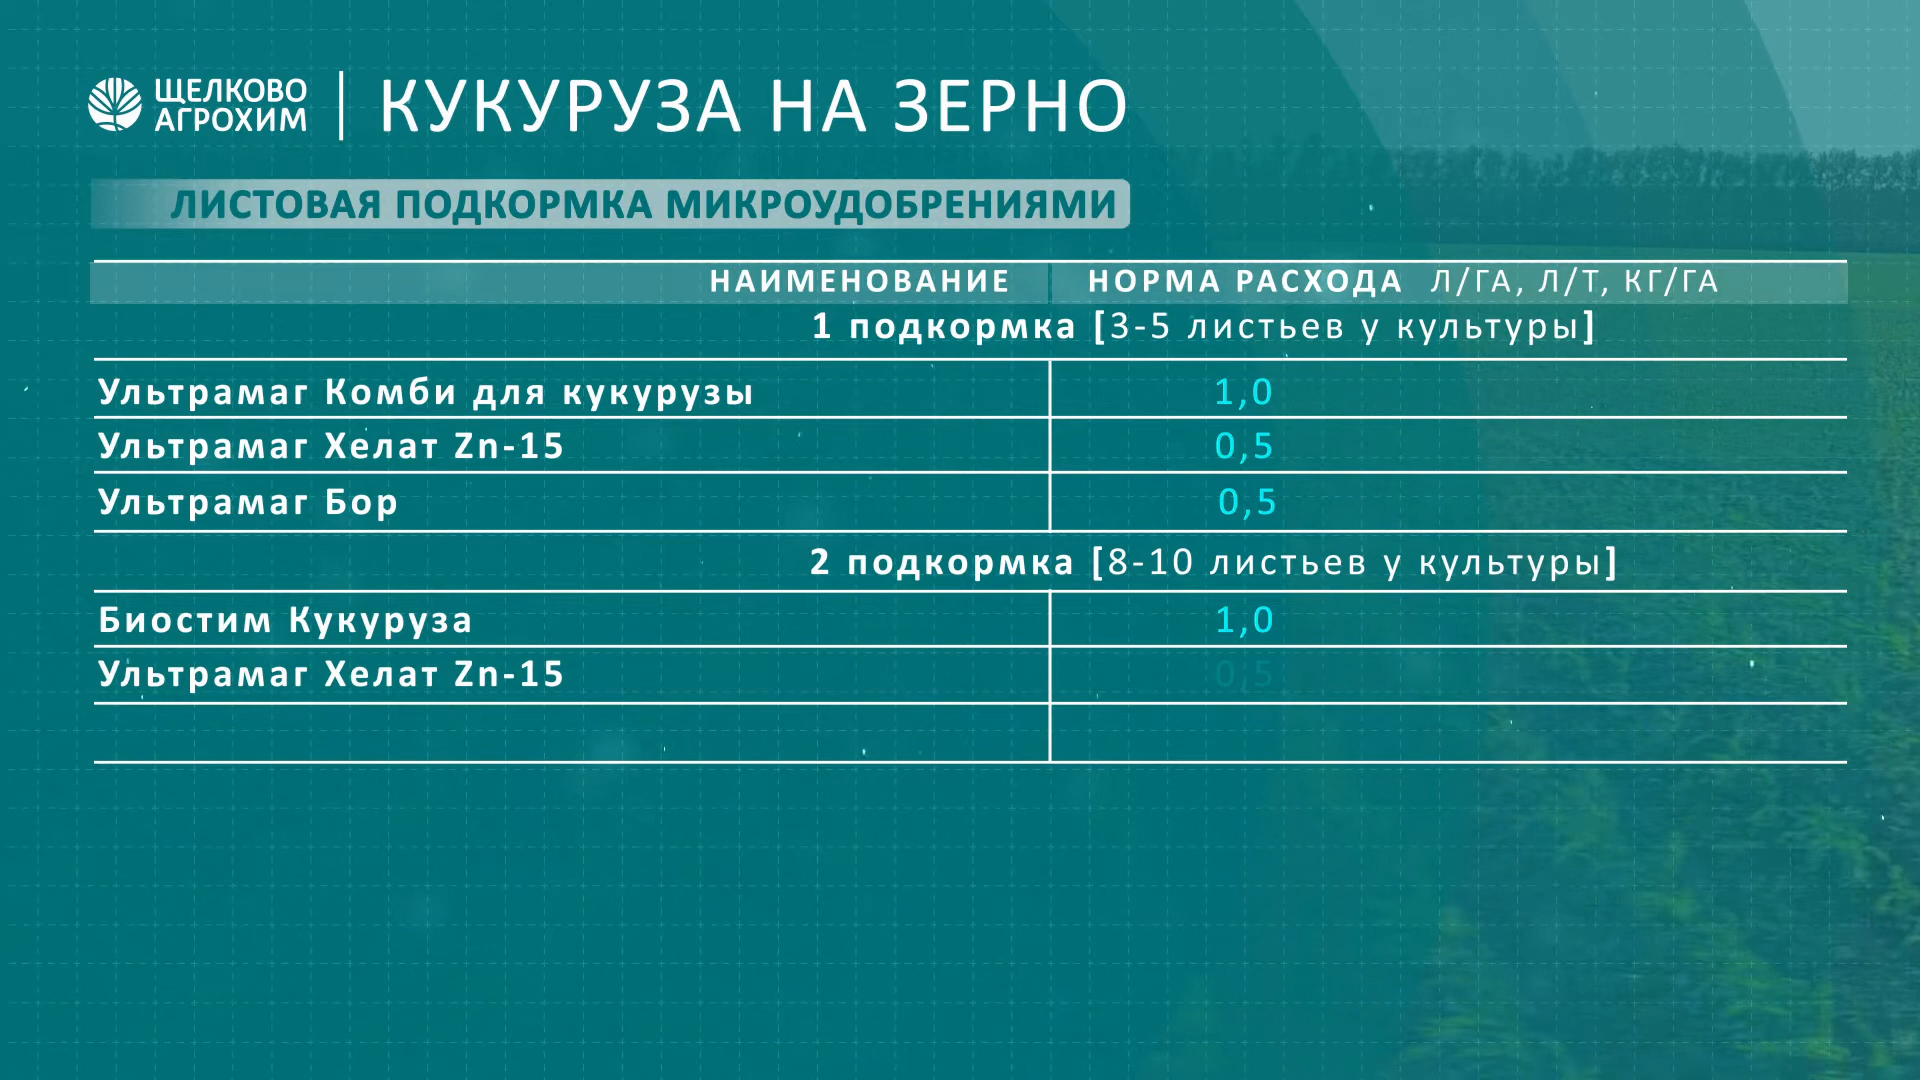 ЩЕЛКОВО
АГРОХИМ
КУКУРУЗА НА ЗЕРНО
ЛИСТОВАЯ ПОДКОРМКА МИКРОУДОБРЕНИЯМИ
НАИМЕНОВАНИЕ НОРМА РАСХОДА Л/ГА, Л/Т, КГ/ГА
1 подкормка [3-5 листьев у культуры]
Ультрамаг Комби для кукурузы 1,0
Ультрамаг Хелат Zn-15 0,5
Ультрамаг Бор 0,5
2 подкормка [8-10 листьев у культуры]
Биостим Кукуруза 1,0
Ультрамаг Хелат Zn-15 0,5